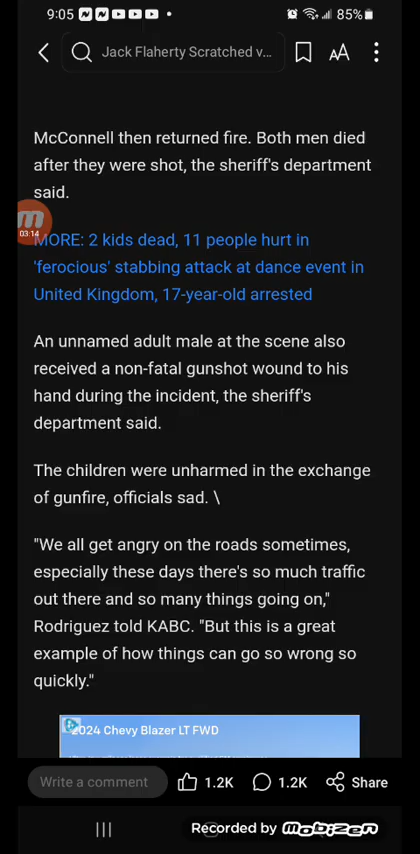 9:05
85%
Jack Flaherty Scratched v...
AA
McConnell then returned fire. Both men died
after they were shot, the sheriff's department
said.
03:14
MORE: 2 kids dead, 11 people hurt in
'ferocious' stabbing attack at dance event in
United Kingdom, 17-year-old arrested
An unnamed adult male at the scene also
received a non-fatal gunshot wound to his
hand during the incident, the sheriff's
department said.
The children were unharmed in the exchange
of gunfire, officials sad. \
"We all get angry on the roads sometimes,
especially these days there's so much traffic
out there and so many things going on,"
Rodriguez told KABC. "But this is a great
example of how things can go so wrong so
quickly."
2024 Chevy Blazer LT FWD
Write a comment
1.2K
1.2K
Share
Recorded by mobizen